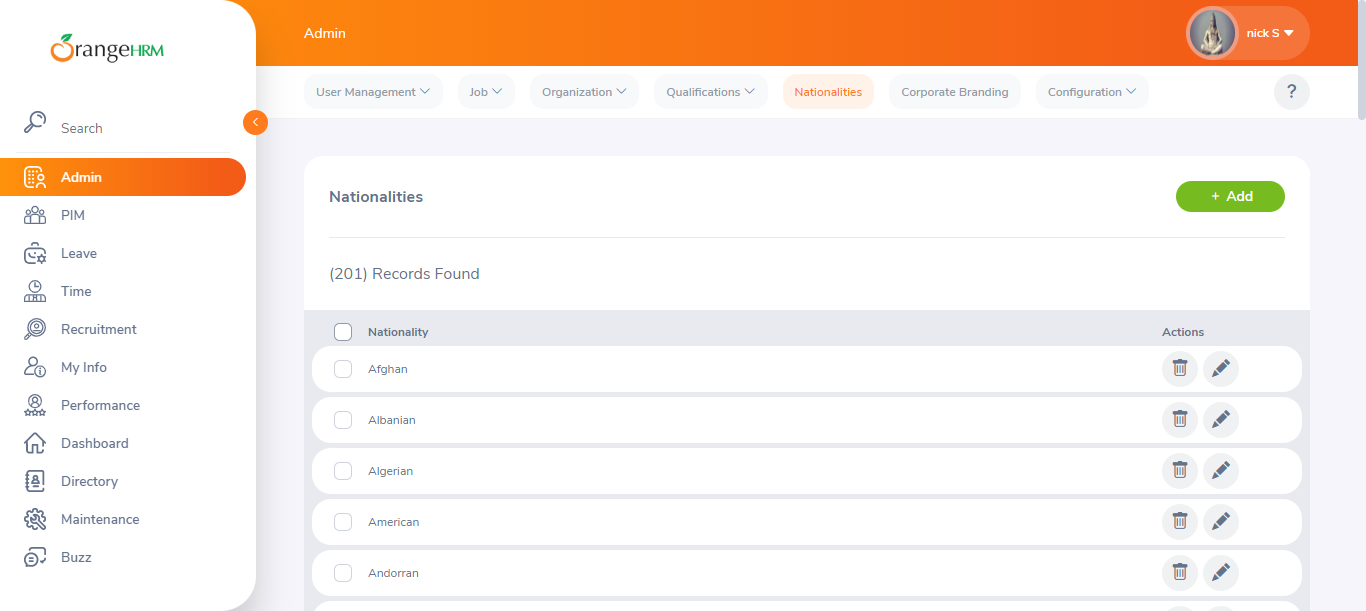 OrangeHRM
Admin
nick S
User Management
Job
Organization
Qualifications
Nationalities
Corporate Branding
Configuration
?
Search
Admin
PIM
Leave
Time
Recruitment
My Info
Performance
Dashboard
Directory
Maintenance
Buzz
Nationalities
+ Add
(201) Records Found
Nationality Actions
Afghan
Albanian
Algerian
American
Andorran